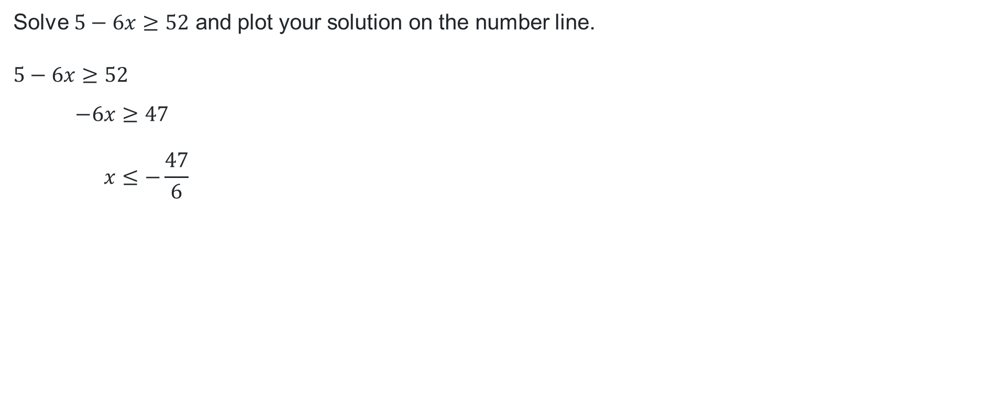 Solve 5 − 6x ≥ 52 and plot your solution on the number line.
5 − 6x ≥ 52
−6x ≥ 47
x ≤ −47/6